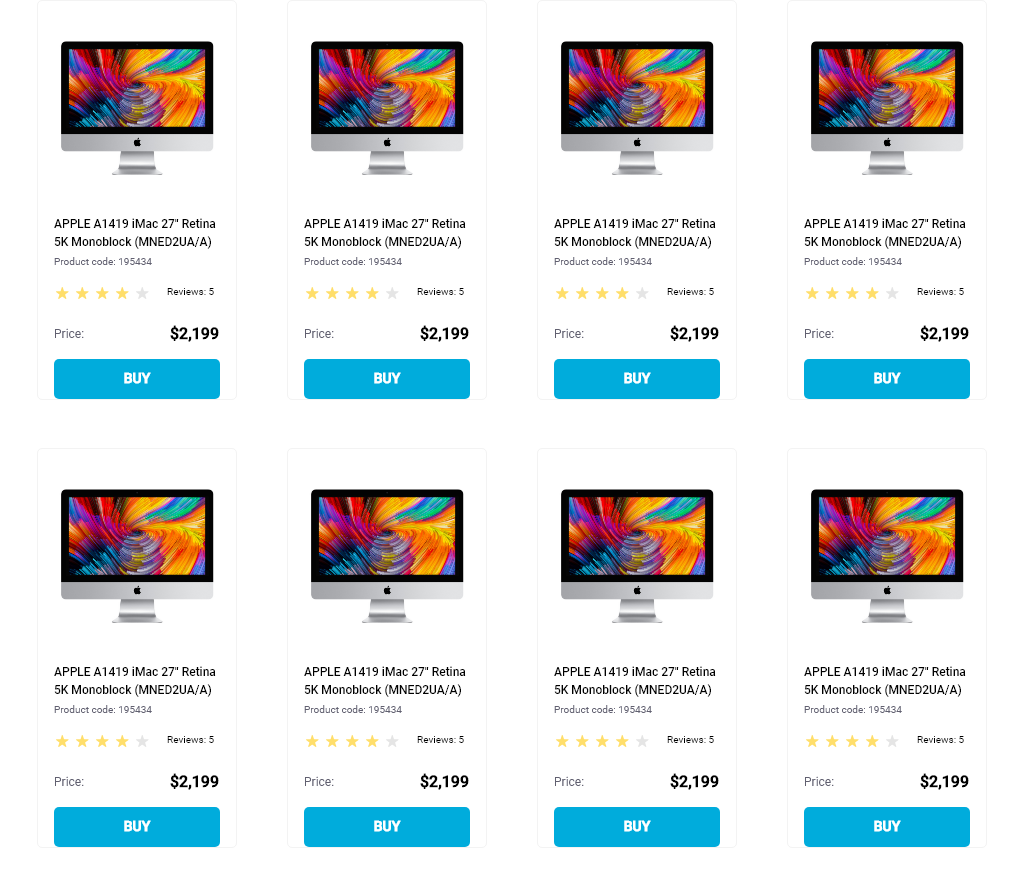 APPLE A1419 iMac 27" Retina
5K Monoblock (MNED2UA/A)
Product code: 195434
Reviews: 5
Price: $2,199
BUY
APPLE A1419 iMac 27" Retina
5K Monoblock (MNED2UA/A)
Product code: 195434
Reviews: 5
Price: $2,199
BUY
APPLE A1419 iMac 27" Retina
5K Monoblock (MNED2UA/A)
Product code: 195434
Reviews: 5
Price: $2,199
BUY
APPLE A1419 iMac 27" Retina
5K Monoblock (MNED2UA/A)
Product code: 195434
Reviews: 5
Price: $2,199
BUY
APPLE A1419 iMac 27" Retina
5K Monoblock (MNED2UA/A)
Product code: 195434
Reviews: 5
Price: $2,199
BUY
APPLE A1419 iMac 27" Retina
5K Monoblock (MNED2UA/A)
Product code: 195434
Reviews: 5
Price: $2,199
BUY
APPLE A1419 iMac 27" Retina
5K Monoblock (MNED2UA/A)
Product code: 195434
Reviews: 5
Price: $2,199
BUY
APPLE A1419 iMac 27" Retina
5K Monoblock (MNED2UA/A)
Product code: 195434
Reviews: 5
Price: $2,199
BUY